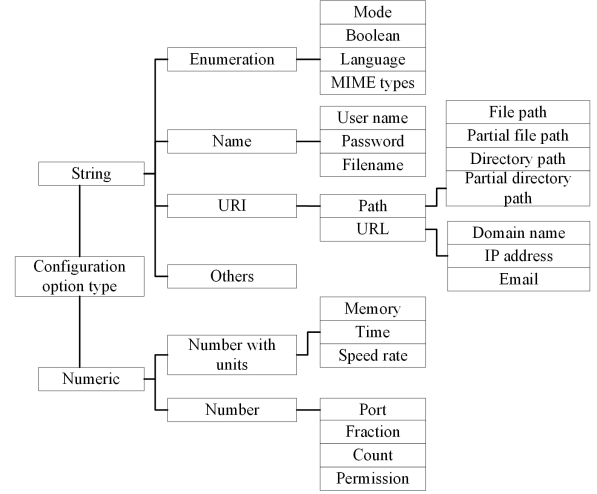 Mode
Boolean
Enumeration
Language
MIME types
User name
Name
Password
Filename
File path
Partial file path
Directory path
Partial directory
path
String
URI
Path
URL
Domain name
IP address
Email
Configuration
option type
Others
Memory
Number with
units
Time
Speed rate
Numeric
Number
Port
Fraction
Count
Permission